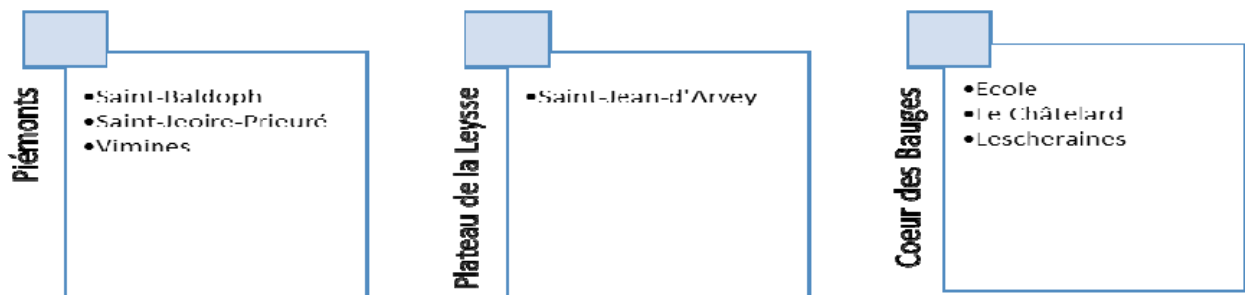 Piémonts
•Saint-Baldoph
•Saint-Jeoire-Prieuré
•Vimines
Plateau de la Leysse
•Saint-Jean-d'Arvey
Coeur des Bauges
•Ecole
•Le Châtelard
•Lescheraines